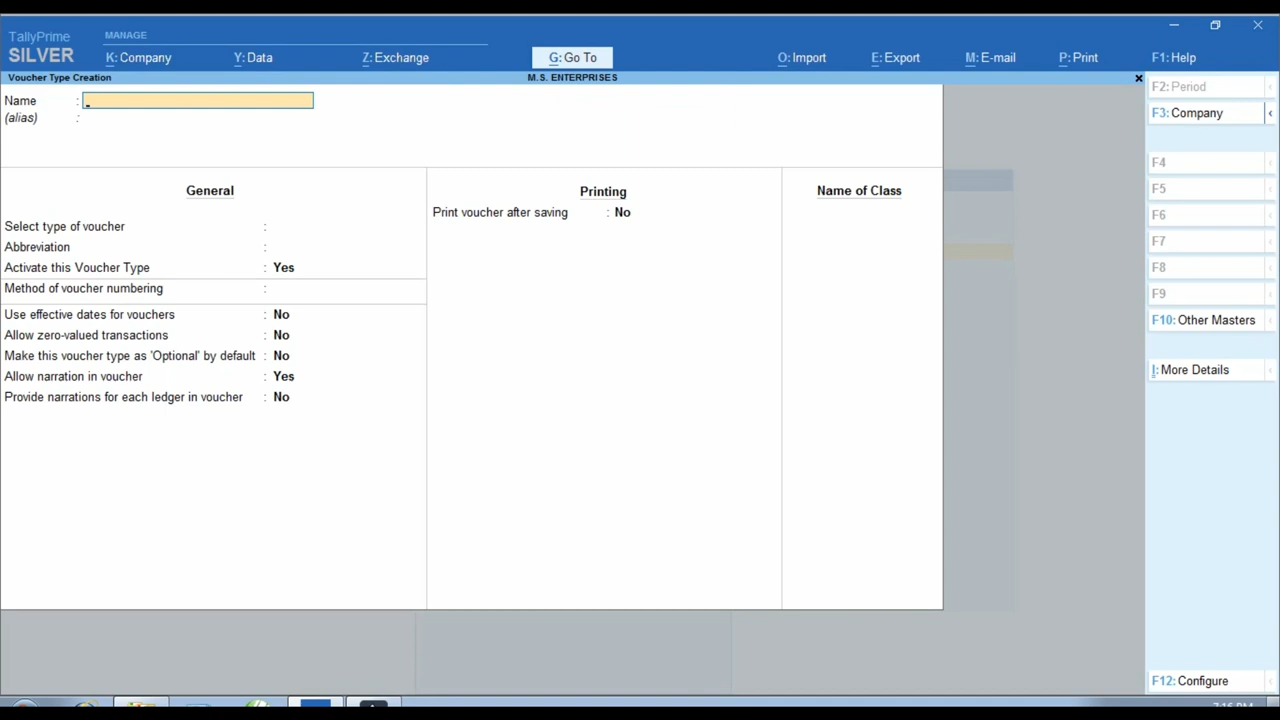 TallyPrime
SILVER
MANAGE
K: Company
Y: Data
Z: Exchange
G: Go To
O: Import
E: Export
M: E-mail
P: Print
F1: Help
Voucher Type Creation
M.S. ENTERPRISES
Name :
(alias) :
General
Select type of voucher :
Abbreviation :
Activate this Voucher Type : Yes
Method of voucher numbering :
Use effective dates for vouchers : No
Allow zero-valued transactions : No
Make this voucher type as 'Optional' by default : No
Allow narration in voucher : Yes
Provide narrations for each ledger in voucher : No
Printing
Print voucher after saving : No
Name of Class
F2: Period
F3: Company
F4
F5
F6
F7
F8
F9
F10: Other Masters
I: More Details
F12: Configure